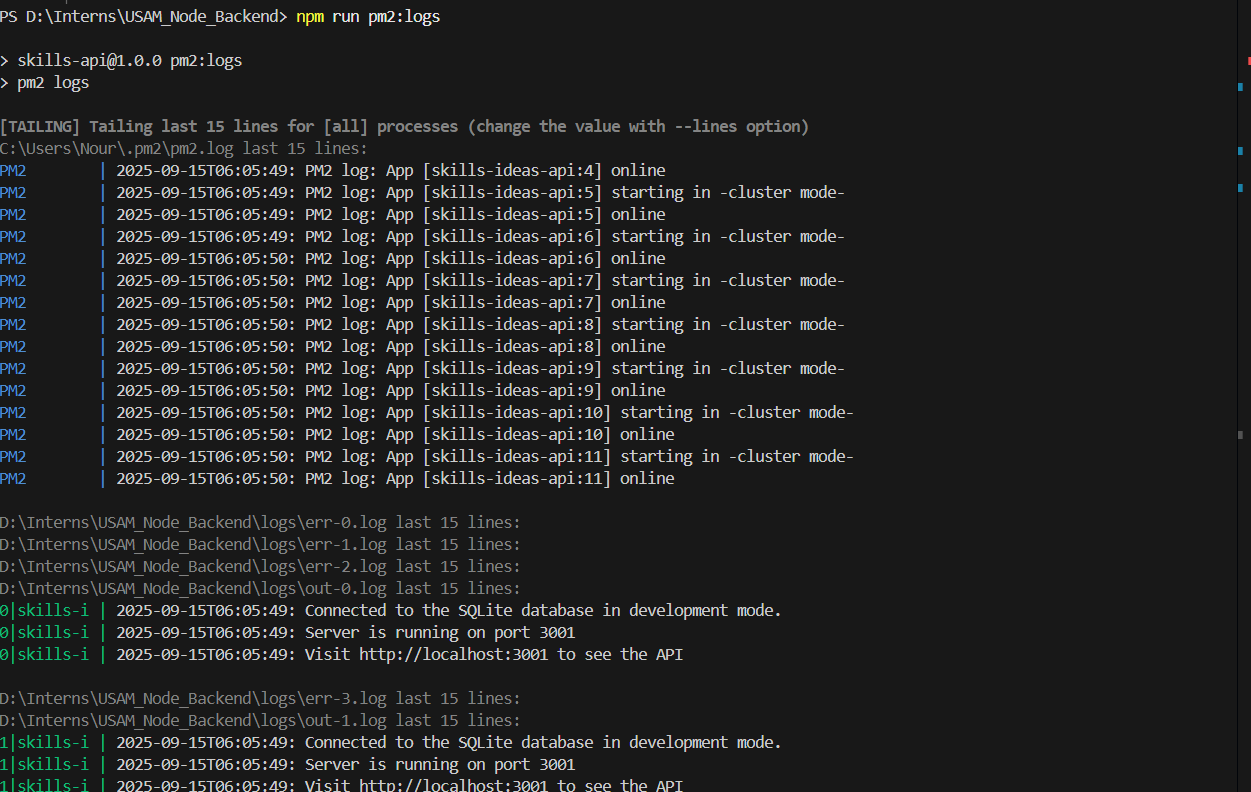 PS D:\Interns\USAM_Node_Backend> npm run pm2:logs
> skills-api@1.0.0 pm2:logs
> pm2 logs
[TAILING] Tailing last 15 lines for [all] processes (change the value with --lines option)
C:\Users\Nour\.pm2\pm2.log last 15 lines:
PM2        | 2025-09-15T06:05:49: PM2 log: App [skills-ideas-api:4] online
PM2        | 2025-09-15T06:05:49: PM2 log: App [skills-ideas-api:5] starting in -cluster mode-
PM2        | 2025-09-15T06:05:49: PM2 log: App [skills-ideas-api:5] online
PM2        | 2025-09-15T06:05:49: PM2 log: App [skills-ideas-api:6] starting in -cluster mode-
PM2        | 2025-09-15T06:05:50: PM2 log: App [skills-ideas-api:6] online
PM2        | 2025-09-15T06:05:50: PM2 log: App [skills-ideas-api:7] starting in -cluster mode-
PM2        | 2025-09-15T06:05:50: PM2 log: App [skills-ideas-api:7] online
PM2        | 2025-09-15T06:05:50: PM2 log: App [skills-ideas-api:8] starting in -cluster mode-
PM2        | 2025-09-15T06:05:50: PM2 log: App [skills-ideas-api:8] online
PM2        | 2025-09-15T06:05:50: PM2 log: App [skills-ideas-api:9] starting in -cluster mode-
PM2        | 2025-09-15T06:05:50: PM2 log: App [skills-ideas-api:9] online
PM2        | 2025-09-15T06:05:50: PM2 log: App [skills-ideas-api:10] starting in -cluster mode-
PM2        | 2025-09-15T06:05:50: PM2 log: App [skills-ideas-api:10] online
PM2        | 2025-09-15T06:05:50: PM2 log: App [skills-ideas-api:11] starting in -cluster mode-
PM2        | 2025-09-15T06:05:50: PM2 log: App [skills-ideas-api:11] online
D:\Interns\USAM_Node_Backend\logs\err-0.log last 15 lines:
D:\Interns\USAM_Node_Backend\logs\err-1.log last 15 lines:
D:\Interns\USAM_Node_Backend\logs\err-2.log last 15 lines:
D:\Interns\USAM_Node_Backend\logs\out-0.log last 15 lines:
0|skills-i | 2025-09-15T06:05:49: Connected to the SQLite database in development mode.
0|skills-i | 2025-09-15T06:05:49: Server is running on port 3001
0|skills-i | 2025-09-15T06:05:49: Visit http://localhost:3001 to see the API
D:\Interns\USAM_Node_Backend\logs\err-3.log last 15 lines:
D:\Interns\USAM_Node_Backend\logs\out-1.log last 15 lines:
1|skills-i | 2025-09-15T06:05:49: Connected to the SQLite database in development mode.
1|skills-i | 2025-09-15T06:05:49: Server is running on port 3001
1|skills-i | 2025-09-15T06:05:49: Visit http://localhost:3001 to see the API